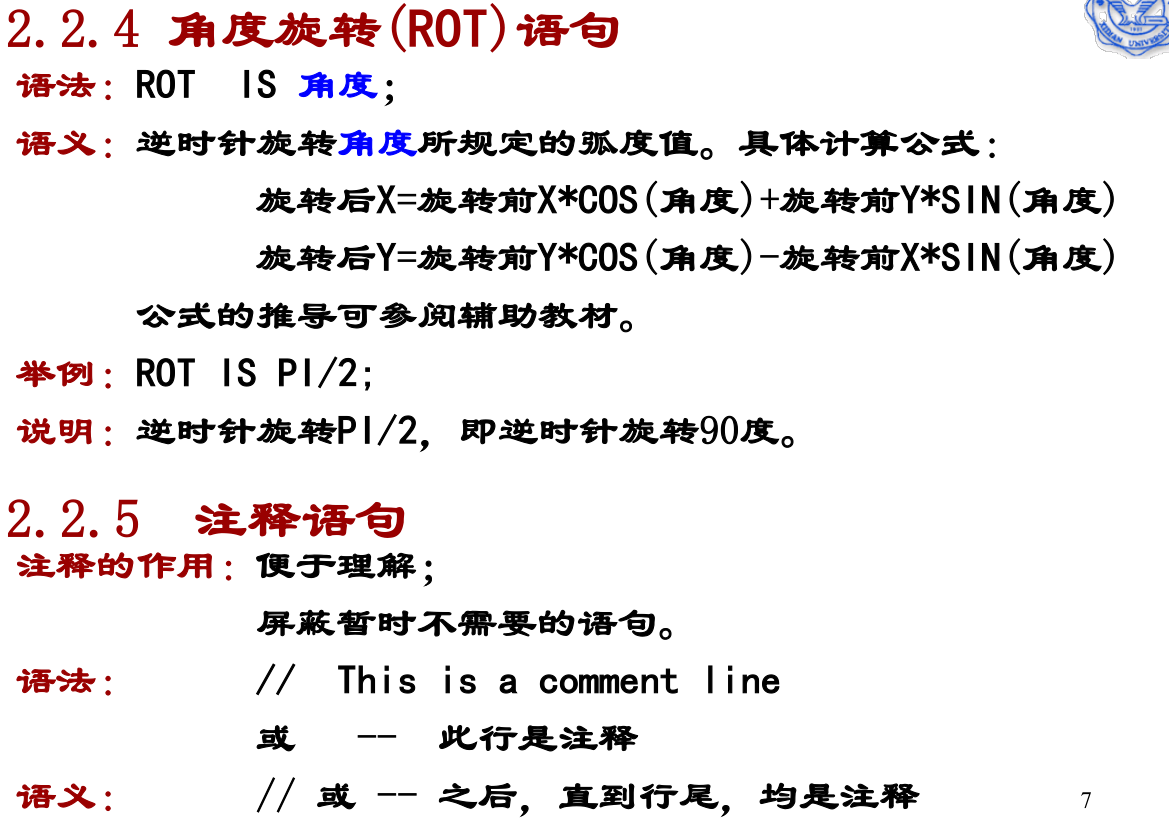 2.2.4 角度旋转(ROT)语句
语法: ROT IS 角度;
语义: 逆时针旋转角度所规定的弧度值。具体计算公式:
旋转后X=旋转前X*COS(角度)+旋转前Y*SIN(角度)
旋转后Y=旋转前Y*COS(角度)-旋转前X*SIN(角度)
公式的推导可参阅辅助教材。
举例: ROT IS PI/2;
说明: 逆时针旋转PI/2, 即逆时针旋转90度。
2.2.5 注释语句
注释的作用: 便于理解;
屏蔽暂时不需要的语句。
语法: // This is a comment line
或 -- 此行是注释
语义: // 或 -- 之后, 直到行尾, 均是注释
7